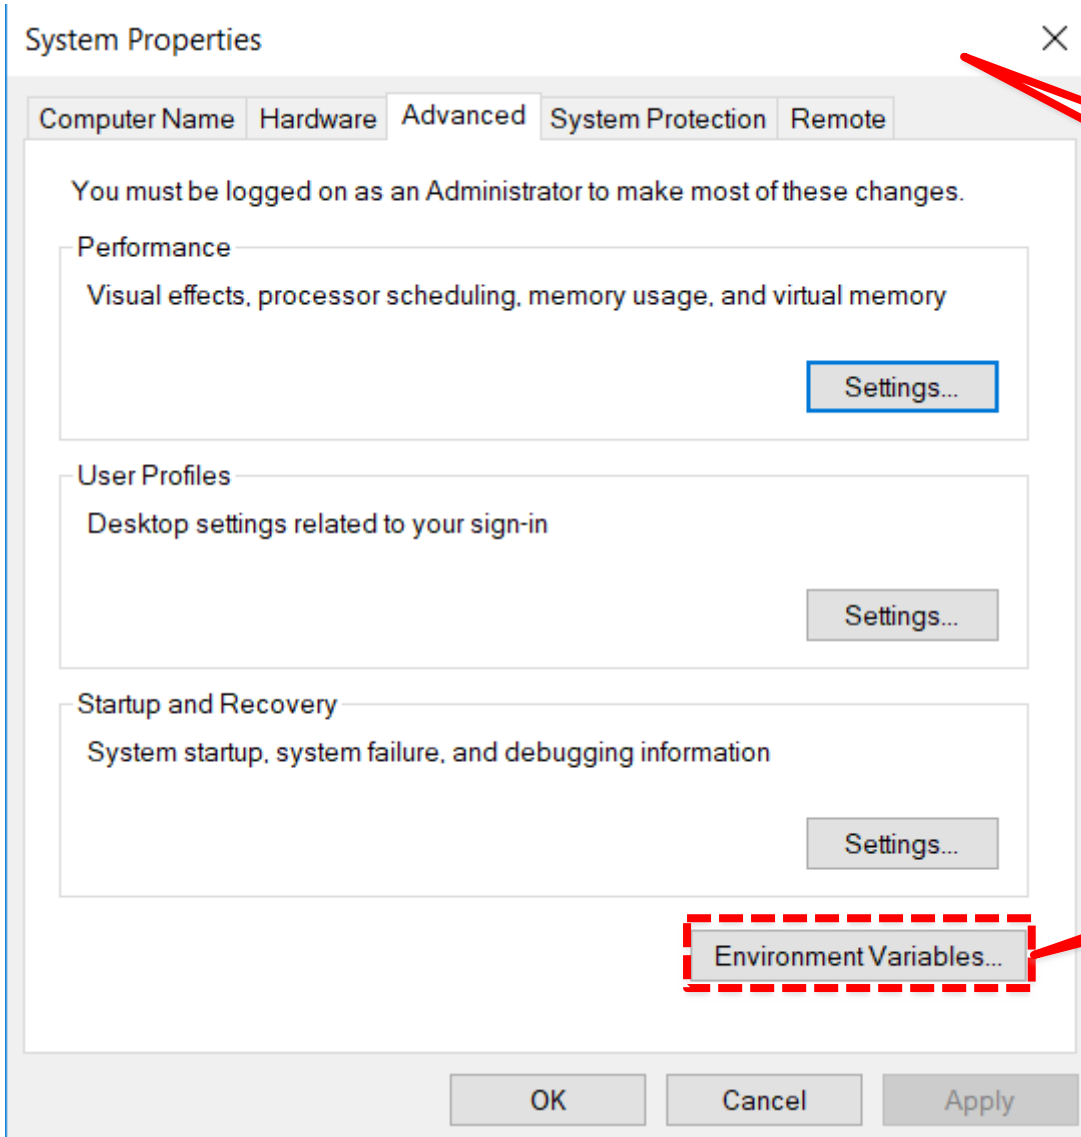 System Properties
Computer Name Hardware Advanced System Protection Remote
You must be logged on as an Administrator to make most of these changes.
Performance
Visual effects, processor scheduling, memory usage, and virtual memory
Settings...
User Profiles
Desktop settings related to your sign-in
Settings...
Startup and Recovery
System startup, system failure, and debugging information
Settings...
Environment Variables...
OK Cancel Apply